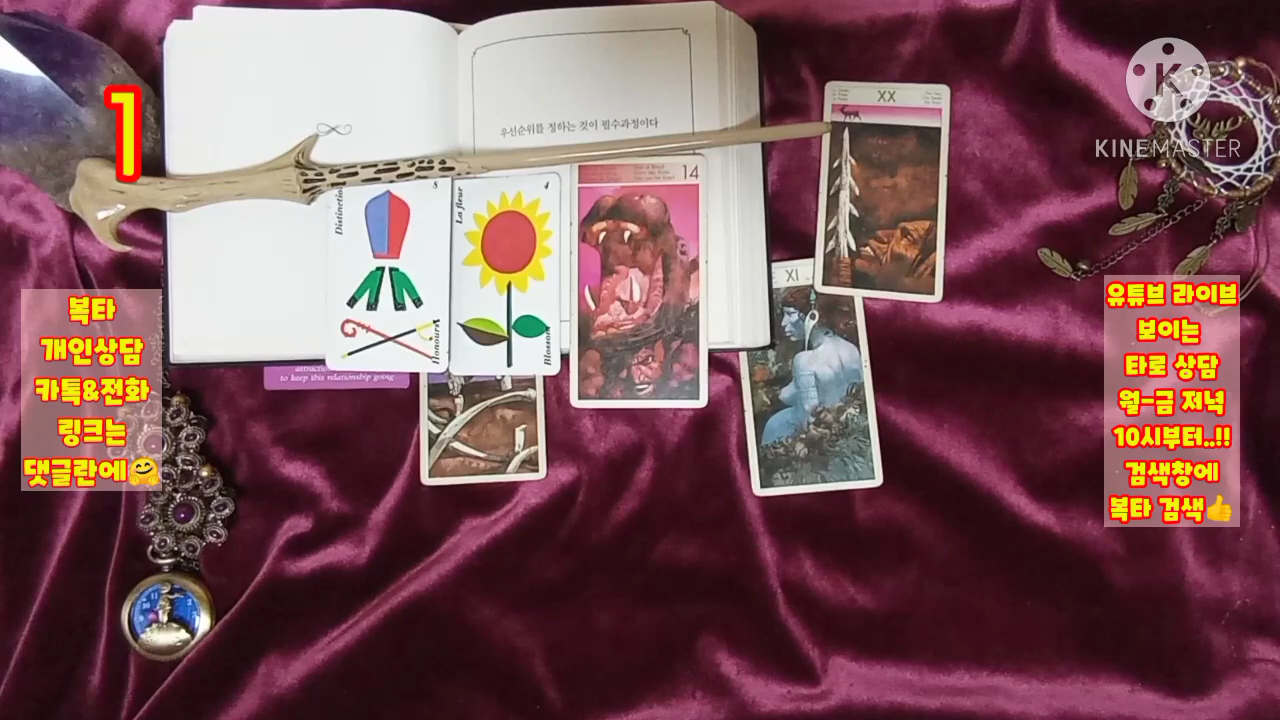 1
복타
개인상담
카톡&전화
링크는
댓글란에🤗
우선순위를 정하는 것이 필수과정이다
Distinction
8
Honours
La fleur
4
Blossom
14
to keep this relationship going.
XI
XX
K
KINEMASTER
유튜브 라이브
보이는
타로 상담
월-금 저녁
10시부터..!!
검색창에
복타 검색👍